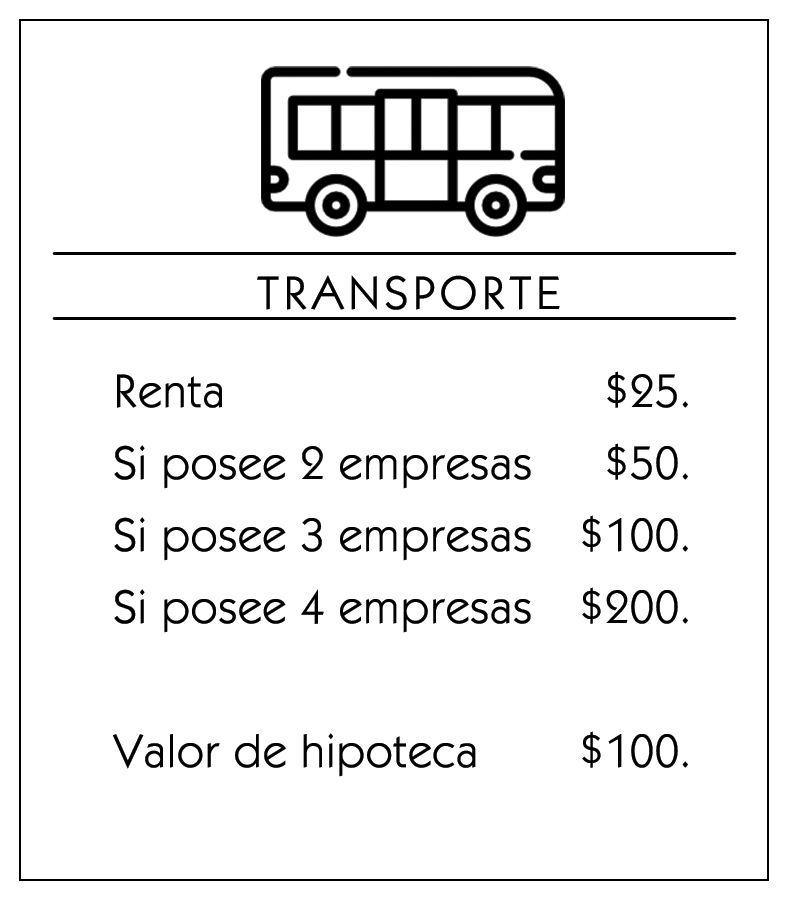 TRANSPORTE
Renta $25.
Si posee 2 empresas $50.
Si posee 3 empresas $100.
Si posee 4 empresas $200.
Valor de hipoteca $100.